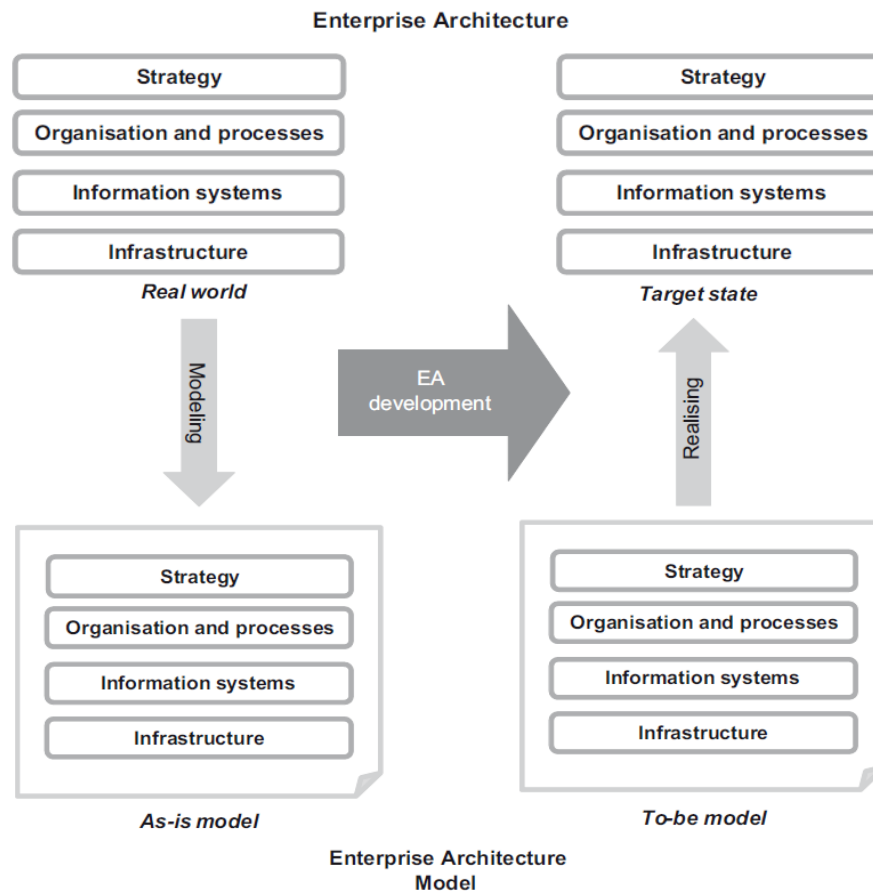 Enterprise Architecture
Strategy
Organisation and processes
Information systems
Infrastructure
Real world
Strategy
Organisation and processes
Information systems
Infrastructure
Target state
Modeling
EA
development
Realising
Strategy
Organisation and processes
Information systems
Infrastructure
As-is model
Strategy
Organisation and processes
Information systems
Infrastructure
To-be model
Enterprise Architecture
Model